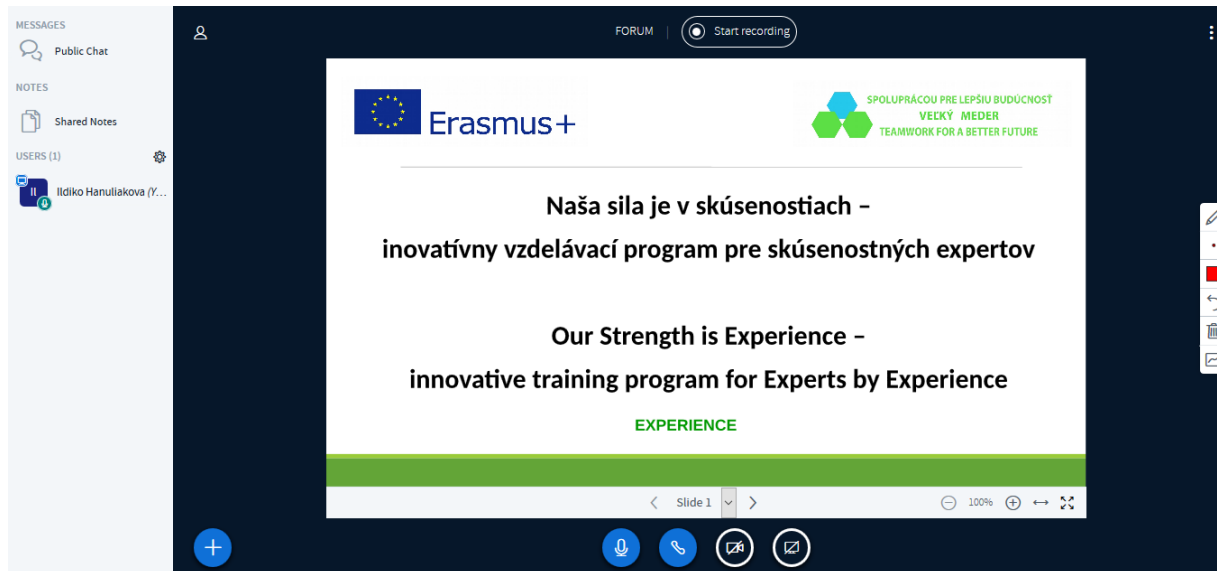 MESSAGES
Public Chat
NOTES
Shared Notes
USERS (1)
II
Ildiko Hanuliakova (Y...
FORUM
Start recording
Erasmus+
SPOLUPRÁCOU PRE LEPŠIU BUDÚCNOSŤ
VEĽKÝ MEDER
TEAMWORK FOR A BETTER FUTURE
Naša sila je v skúsenostiach –
inovatívny vzdelávací program pre skúsenostných expertov
Our Strength is Experience –
innovative training program for Experts by Experience
EXPERIENCE
Slide 1
100%